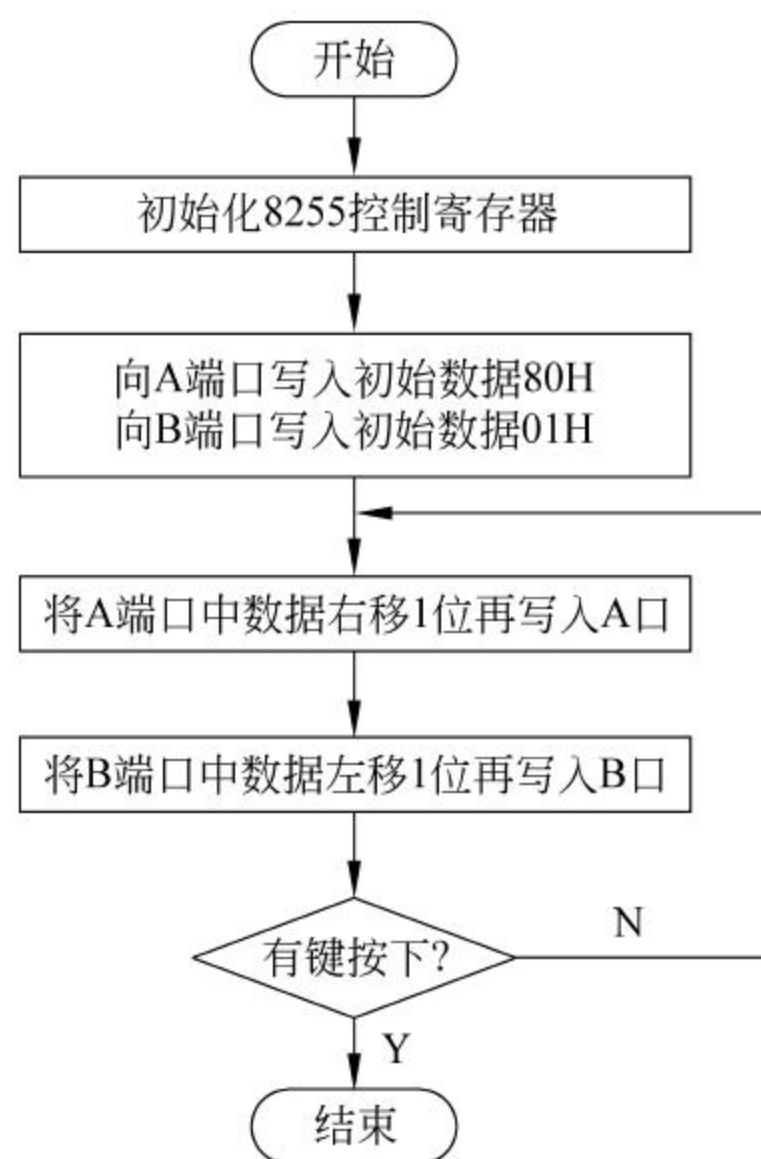 开始
初始化8255控制寄存器
向A端口写入初始数据80H
向B端口写入初始数据01H
将A端口中数据右移1位再写入A口
将B端口中数据左移1位再写入B口
有键按下?
N
Y
结束